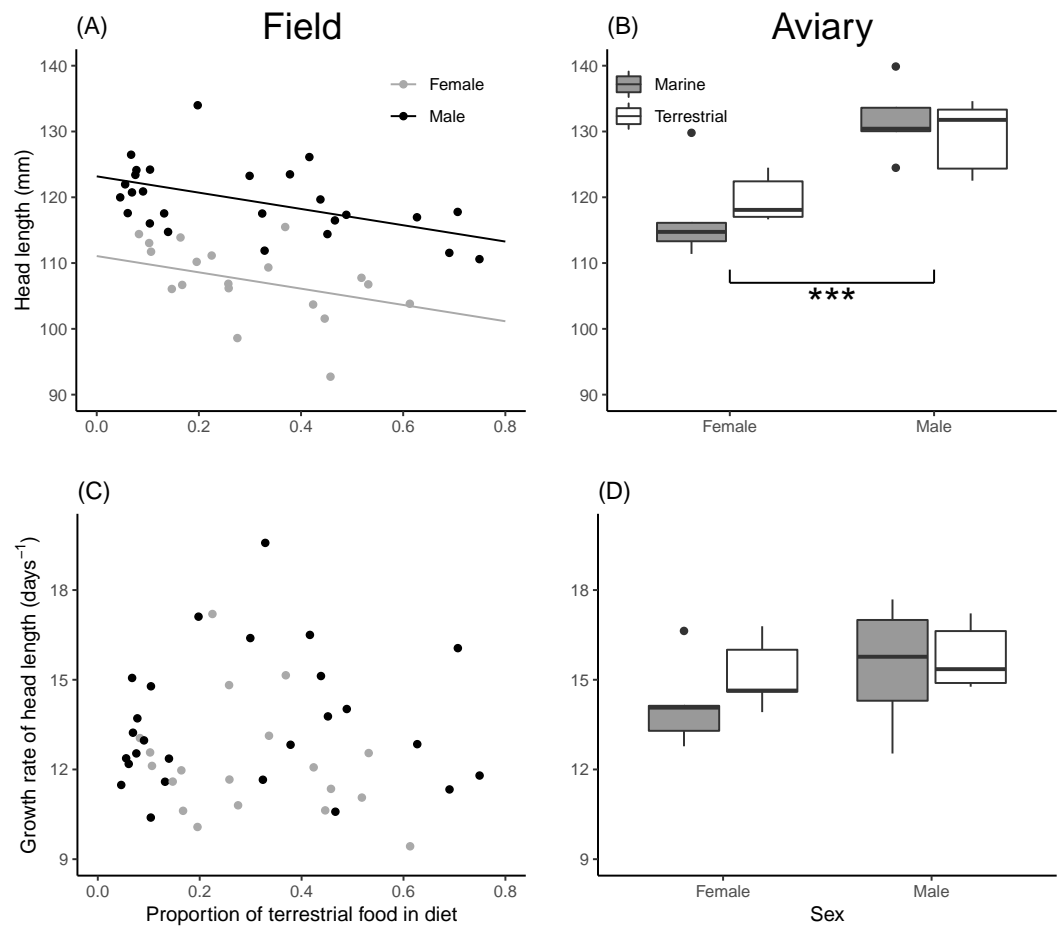 (A) Field
(B) Aviary
Head length (mm)
140
130
120
110
100
90
0.0 0.2 0.4 0.6 0.8
Female
Male
140
130
120
110
100
90
Marine
Terrestrial
***
Female Male
(C)
Growth rate of head length (days⁻¹)
18
15
12
9
0.0 0.2 0.4 0.6 0.8
Proportion of terrestrial food in diet
(D)
18
15
12
9
Female Male
Sex